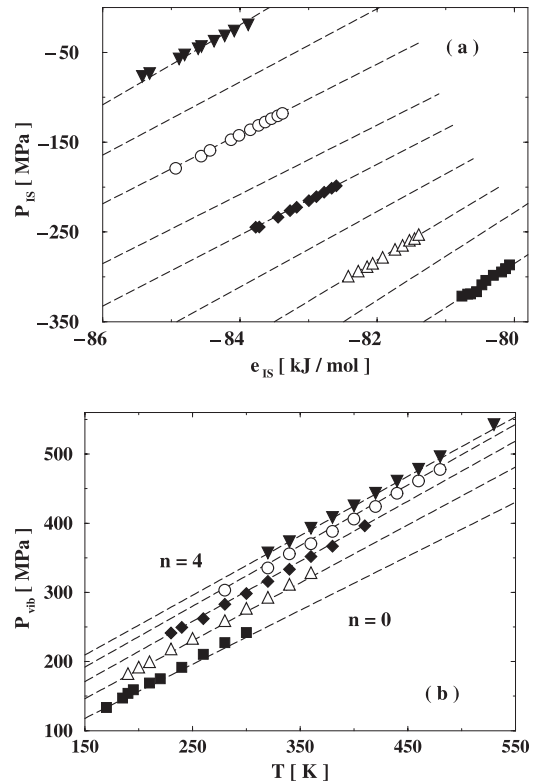 −50
−150
−250
−350
P_IS [ MPa ]
( a )
−86
−84
−82
−80
e_IS [ kJ / mol ]
500
400
300
200
100
P_vib [ MPa ]
n = 4
n = 0
( b )
150
250
350
450
550
T [ K ]